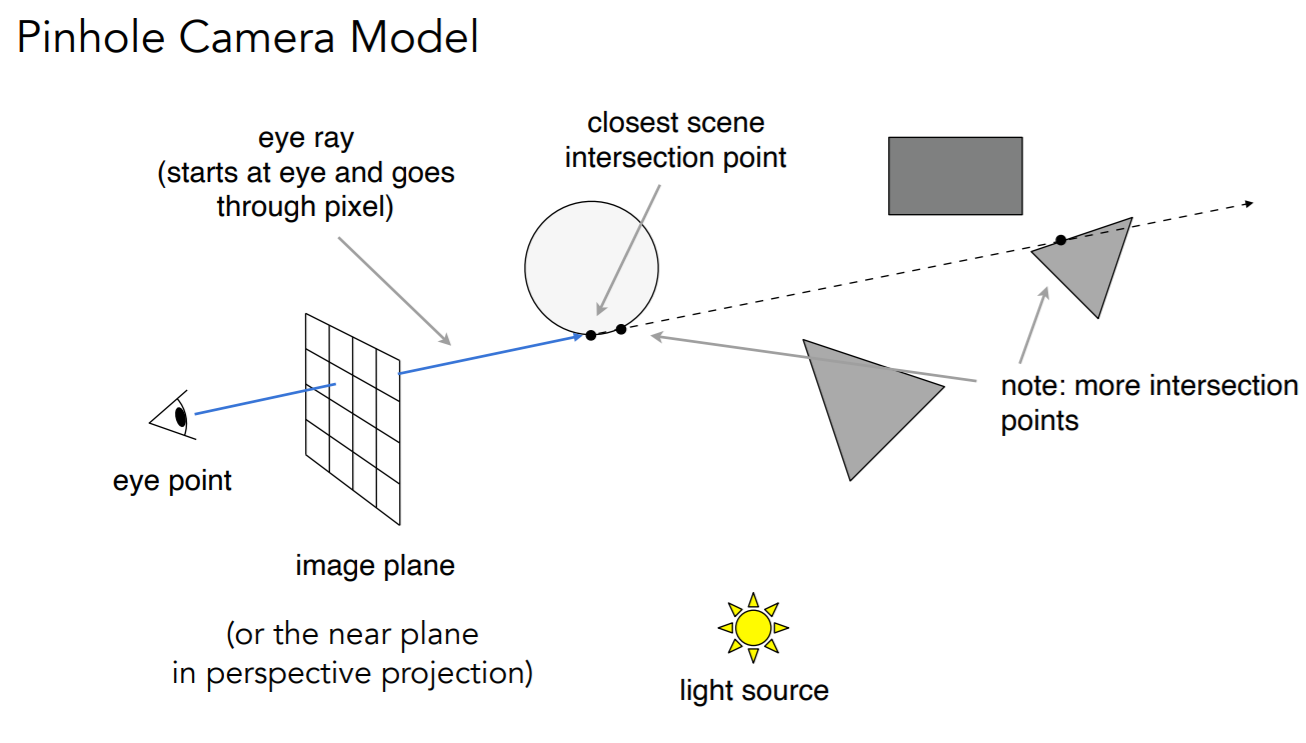 Pinhole Camera Model
eye ray
(starts at eye and goes
through pixel)
closest scene
intersection point
note: more intersection
points
eye point
image plane
(or the near plane
in perspective projection)
light source